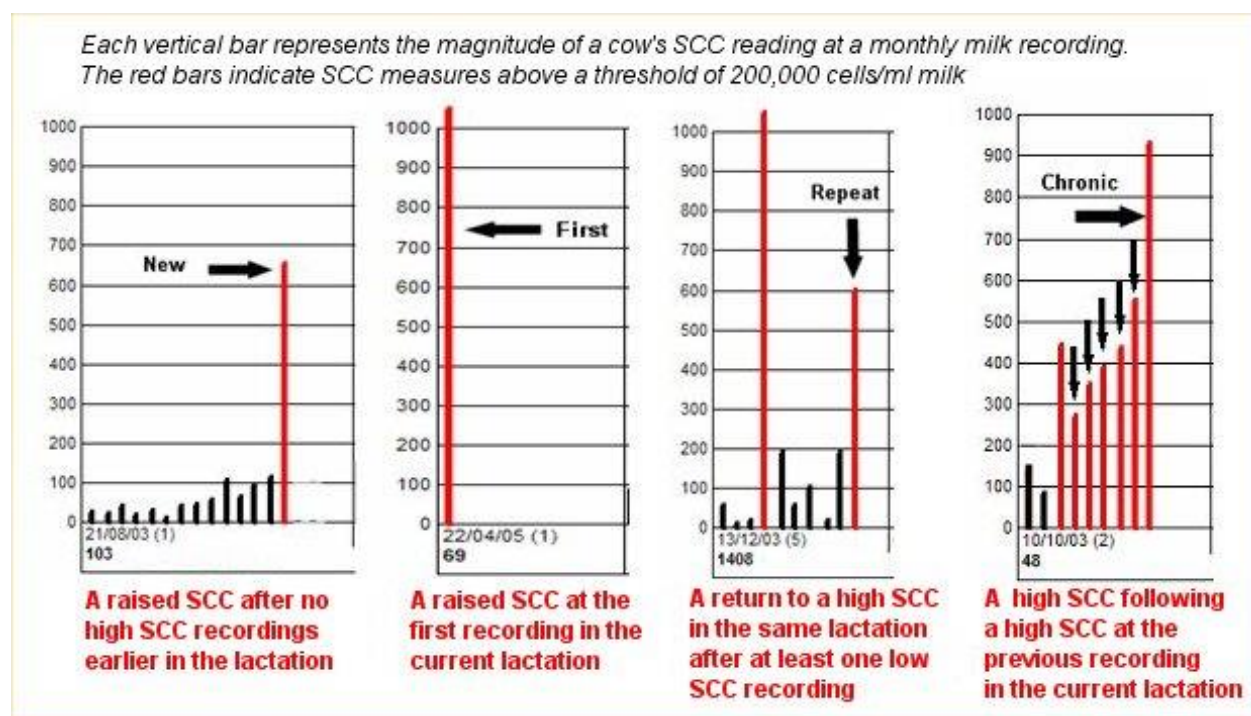 Each vertical bar represents the magnitude of a cow's SCC reading at a monthly milk recording.
The red bars indicate SCC measures above a threshold of 200,000 cells/ml milk
1000
900
800
700
600
500
400
300
200
100
0
New
21/08/03 (1)
103
A raised SCC after no
high SCC recordings
earlier in the lactation
1000
900
800
700
600
500
400
300
200
100
0
First
22/04/05 (1)
69
A raised SCC at the
first recording in the
current lactation
1000
900
800
700
600
500
400
300
200
100
0
Repeat
13/12/03 (5)
1408
A return to a high SCC
in the same lactation
after at least one low
SCC recording
1000
900
800
700
600
500
400
300
200
100
0
Chronic
10/10/03 (2)
48
A high SCC following
a high SCC at the
previous recording
in the current lactation